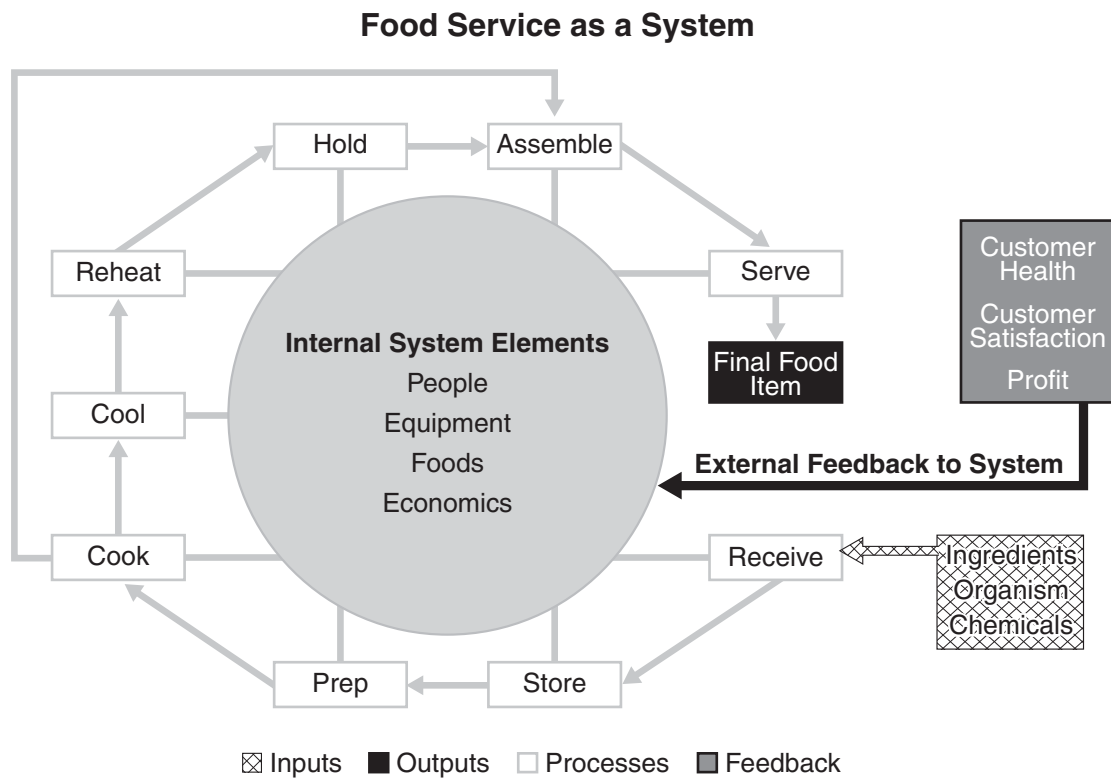 Food Service as a System
Hold
Assemble
Reheat
Serve
Customer
Health
Customer
Satisfaction
Profit
Internal System Elements
People
Equipment
Foods
Economics
Final Food
Item
Cool
External Feedback to System
Cook
Receive
Ingredients
Organism
Chemicals
Prep
Store
Inputs Outputs Processes Feedback